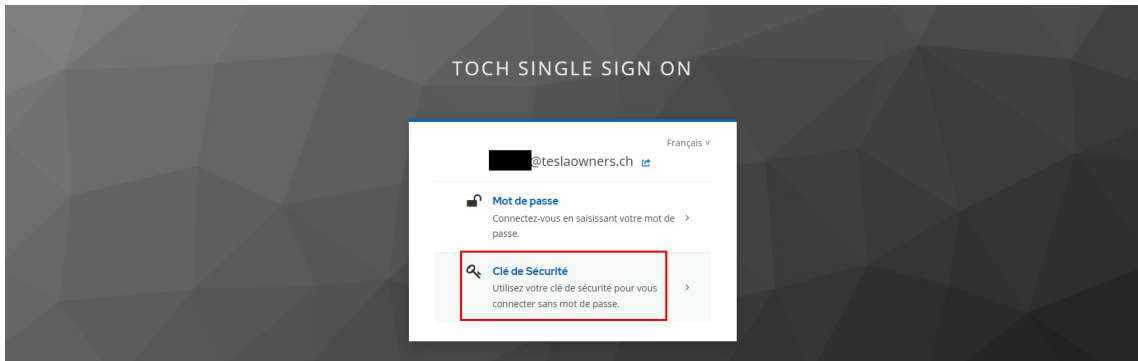 TOCH SINGLE SIGN ON
Français
@teslaowners.ch
Mot de passe
Connectez-vous en saisissant votre mot de
passe.
Clé de Sécurité
Utilisez votre clé de sécurité pour vous
connecter sans mot de passe.